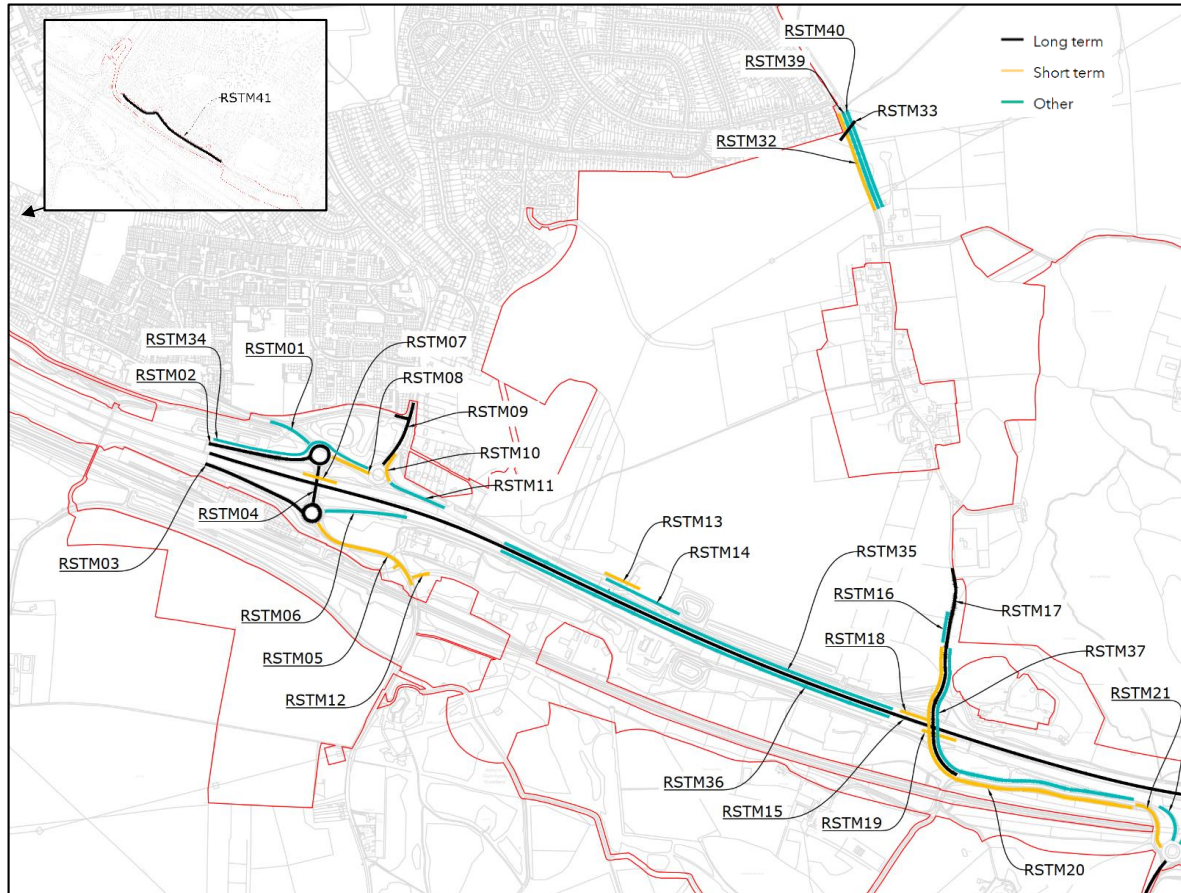 RSTM41
RSTM40
RSTM39
RSTM33
RSTM32
Long term
Short term
Other
RSTM34
RSTM01
RSTM07
RSTM02
RSTM08
RSTM09
RSTM10
RSTM11
RSTM04
RSTM03
RSTM13
RSTM14
RSTM35
RSTM16
RSTM17
RSTM06
RSTM18
RSTM37
RSTM05
RSTM21
RSTM12
RSTM36
RSTM15
RSTM19
RSTM20